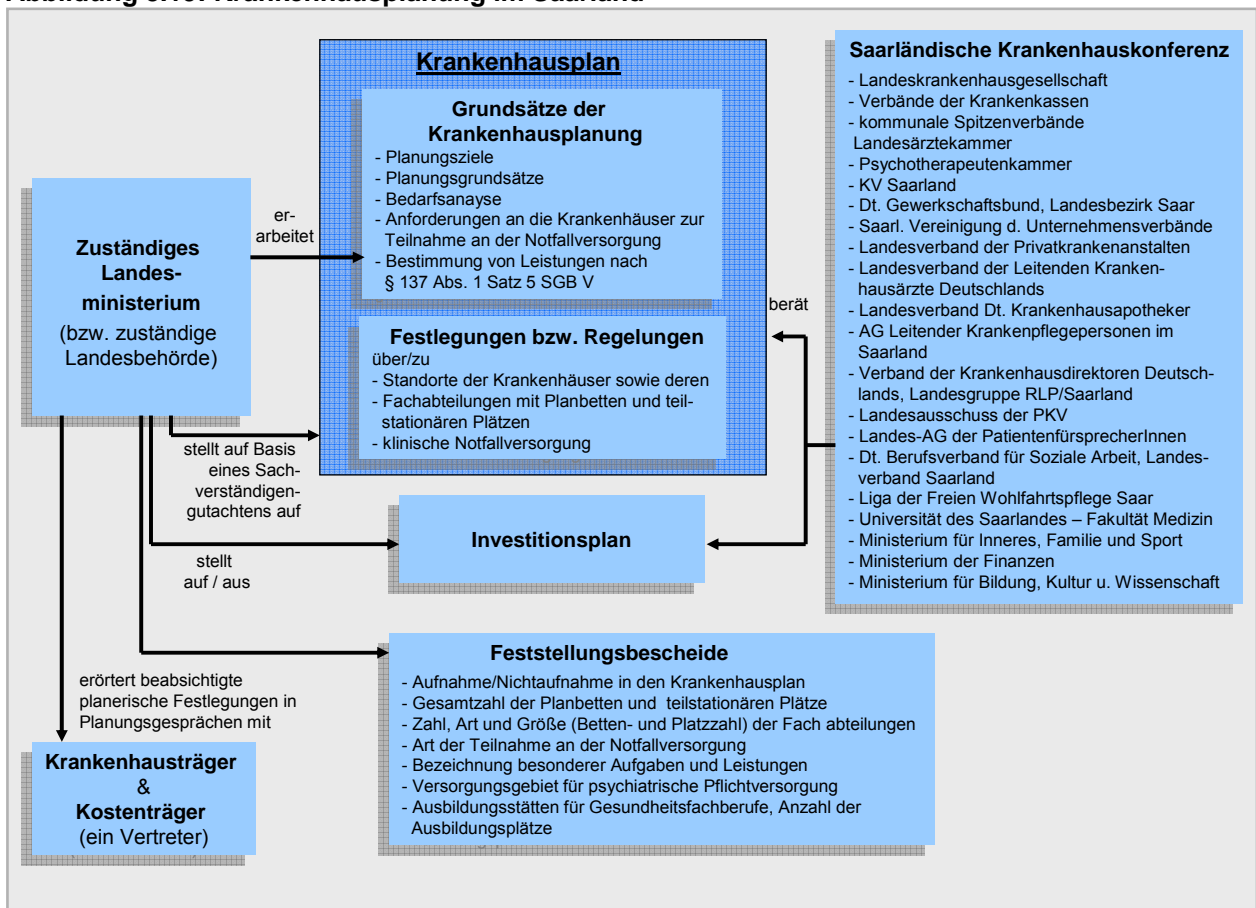 Krankenhausplan
Grundsätze der
Krankenhausplanung
- Planungsziele
- Planungsgrundsätze
- Bedarfsanayse
- Anforderungen an die Krankenhäuser zur
Teilnahme an der Notfallversorgung
- Bestimmung von Leistungen nach
§ 137 Abs. 1 Satz 5 SGB V
Festlegungen bzw. Regelungen
über/zu
- Standorte der Krankenhäuser sowie deren
- Fachabteilungen mit Planbetten und teil-
stationären Plätzen
- klinische Notfallversorgung
Zuständiges
Landes-
ministerium
(bzw. zuständige
Landesbehörde)
er-
arbeitet
stellt auf Basis
eines Sach-
verständigen-
gutachtens auf
stellt
auf / aus
erörtert beabsichtigte
planerische Festlegungen in
Planungsgesprächen mit
Krankenhausträger
&
Kostenträger
(ein Vertreter)
Investitionsplan
Feststellungsbescheide
- Aufnahme/Nichtaufnahme in den Krankenhausplan
- Gesamtzahl der Planbetten und teilstationären Plätze
- Zahl, Art und Größe (Betten- und Platzzahl) der Fach abteilungen
- Art der Teilnahme an der Notfallversorgung
- Bezeichnung besonderer Aufgaben und Leistungen
- Versorgungsgebiet für psychiatrische Pflichtversorgung
- Ausbildungsstätten für Gesundheitsfachberufe, Anzahl der
Ausbildungsplätze
berät
Saarländische Krankenhauskonferenz
- Landeskrankenhausgesellschaft
- Verbände der Krankenkassen
- kommunale Spitzenverbände
Landesärztekammer
- Psychotherapeutenkammer
- KV Saarland
- Dt. Gewerkschaftsbund, Landesbezirk Saar
- Saarl. Vereinigung d. Unternehmensverbände
- Landesverband der Privatkrankenanstalten
- Landesverband der Leitenden Kranken-
hausärzte Deutschlands
- Landesverband Dt. Krankenhausapotheker
- AG Leitender Krankenpflegepersonen im
Saarland
- Verband der Krankenhausdirektoren Deutsch-
lands, Landesgruppe RLP/Saarland
- Landesausschuss der PKV
- Landes-AG der PatientenfürsprecherInnen
- Dt. Berufsverband für Soziale Arbeit, Landes-
verband Saarland
- Liga der Freien Wohlfahrtspflege Saar
- Universität des Saarlandes – Fakultät Medizin
- Ministerium für Inneres, Familie und Sport
- Ministerium der Finanzen
- Ministerium für Bildung, Kultur u. Wissenschaft